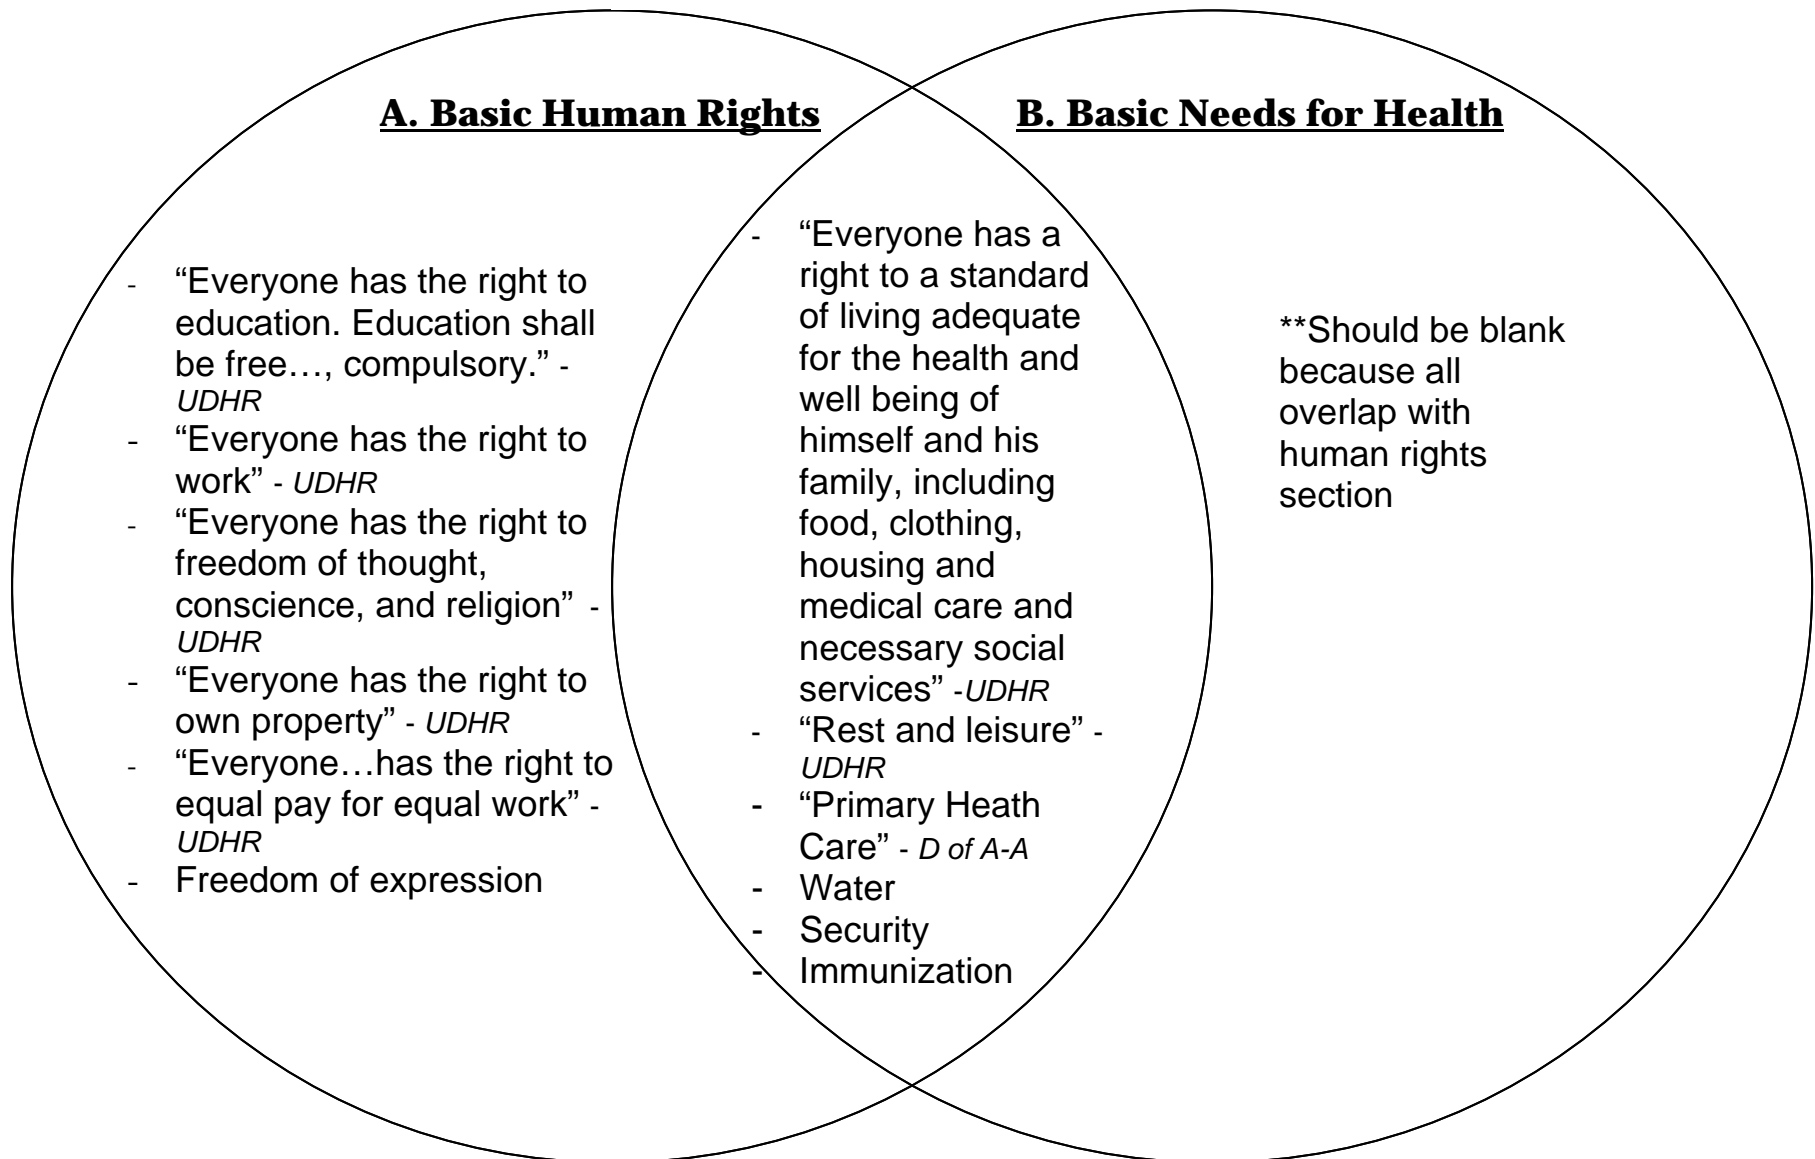 A. Basic Human Rights
B. Basic Needs for Health
- “Everyone has the right to
education. Education shall
be free…, compulsory.” -
UDHR
- “Everyone has the right to
work” - UDHR
- “Everyone has the right to
freedom of thought,
conscience, and religion” -
UDHR
- “Everyone has the right to
own property” - UDHR
- “Everyone…has the right to
equal pay for equal work” -
UDHR
- Freedom of expression
- “Everyone has a
right to a standard
of living adequate
for the health and
well being of
himself and his
family, including
food, clothing,
housing and
medical care and
necessary social
services” -UDHR
- “Rest and leisure” -
UDHR
- “Primary Heath
Care” - D of A-A
- Water
- Security
- Immunization
**Should be blank
because all
overlap with
human rights
section